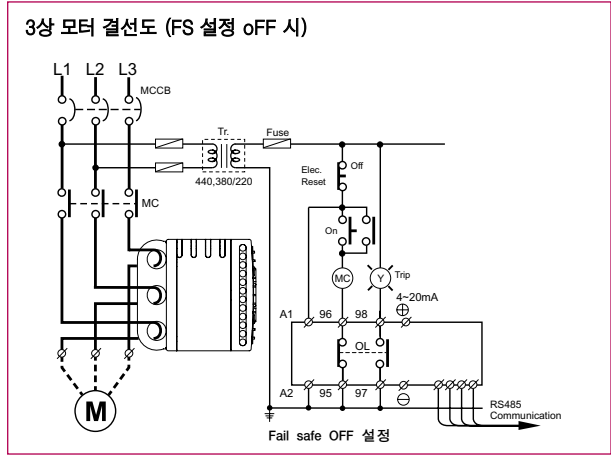 3상 모터 결선도 (FS 설정 oFF 시)
L1 L2 L3
MCCB
Tr.
Fuse
440,380/220
Elec.
Reset
Off
On
MC
MC
Y
Trip
4~20mA
⊕
A1 96 98
OL
A2 95 97
⊖
RS485
Communication
M
Fail safe OFF 설정